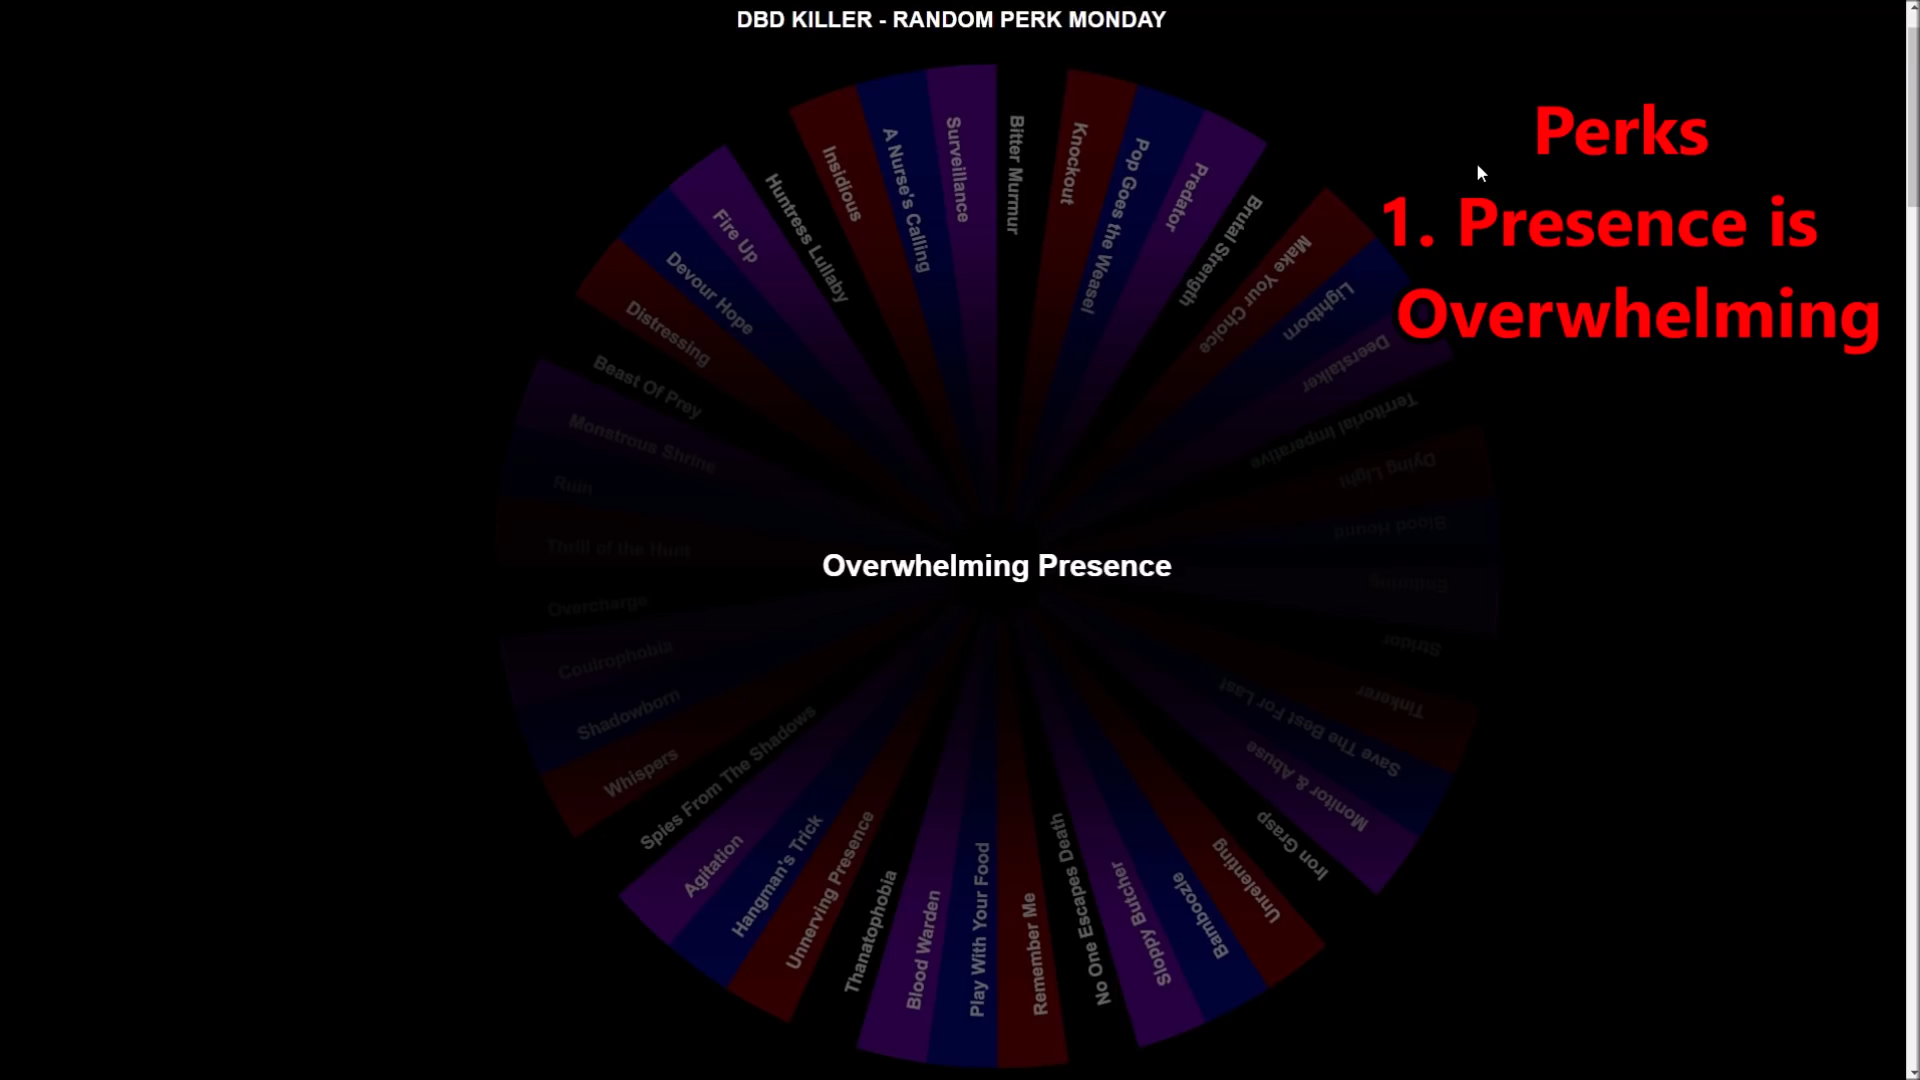 DBD KILLER - RANDOM PERK MONDAY
Perks
1. Presence is
Overwhelming
Overwhelming Presence
Bitter Murmur
Knockout
Pop Goes the Weasel
Predator
Brutal Strength
Make Your Choice
Lightborn
Deerstalker
Territorial Imperative
Dying Light
Blood Hound
Enduring
Stridor
Tinkerer
Save The Best For Last
Monitor & Abuse
Iron Grasp
Unrelenting
Bamboozle
Sloppy Butcher
No One Escapes Death
Remember Me
Play With Your Food
Blood Warden
Thanatophobia
Unnerving Presence
Hangman's Trick
Agitation
Spies From The Shadows
Whispers
Shadowborn
Coulrophobia
Overcharge
Thrill of the Hunt
Ruin
Monstrous Shrine
Beast Of Prey
Distressing
Devour Hope
Fire Up
Huntress Lullaby
Insidious
A Nurse's Calling
Surveillance